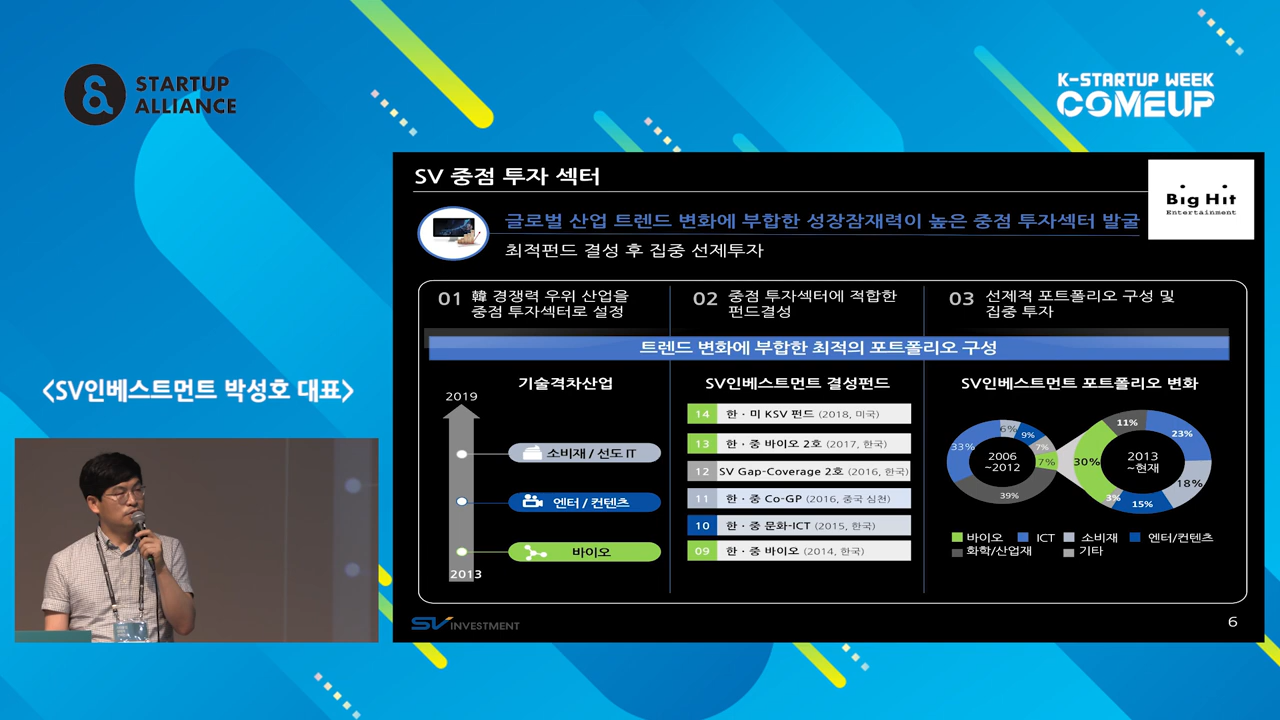 STARTUP
ALLIANCE
K-STARTUP WEEK
COMEUP
SV 중점 투자 섹터
Big Hit
Entertainment
글로벌 산업 트렌드 변화에 부합한 성장잠재력이 높은 중점 투자섹터 발굴
최적펀드 결성 후 집중 선제투자
01 韓 경쟁력 우위 산업을
중점 투자섹터로 설정
02 중점 투자섹터에 적합한
펀드결성
03 선제적 포트폴리오 구성 및
집중 투자
트렌드 변화에 부합한 최적의 포트폴리오 구성
기술격차산업
2019
소비재 / 선도 IT
엔터 / 컨텐츠
바이오
2013
SV인베스트먼트 결성펀드
14 한·미 KSV 펀드 (2018, 미국)
13 한·중 바이오 2호 (2017, 한국)
12 SV Gap-Coverage 2호 (2016, 한국)
11 한·중 Co-GP (2016, 중국 심천)
10 한·중 문화-ICT (2015, 한국)
09 한·중 바이오 (2014, 한국)
SV인베스트먼트 포트폴리오 변화
6%
9%
7%
7%
39%
33%
2006
~2012
11%
23%
18%
15%
3%
30%
2013
~현재
바이오 ICT 소비재 엔터/컨텐츠
화학/산업재 기타
SV INVESTMENT
6
<SV인베스트먼트 박성호 대표>